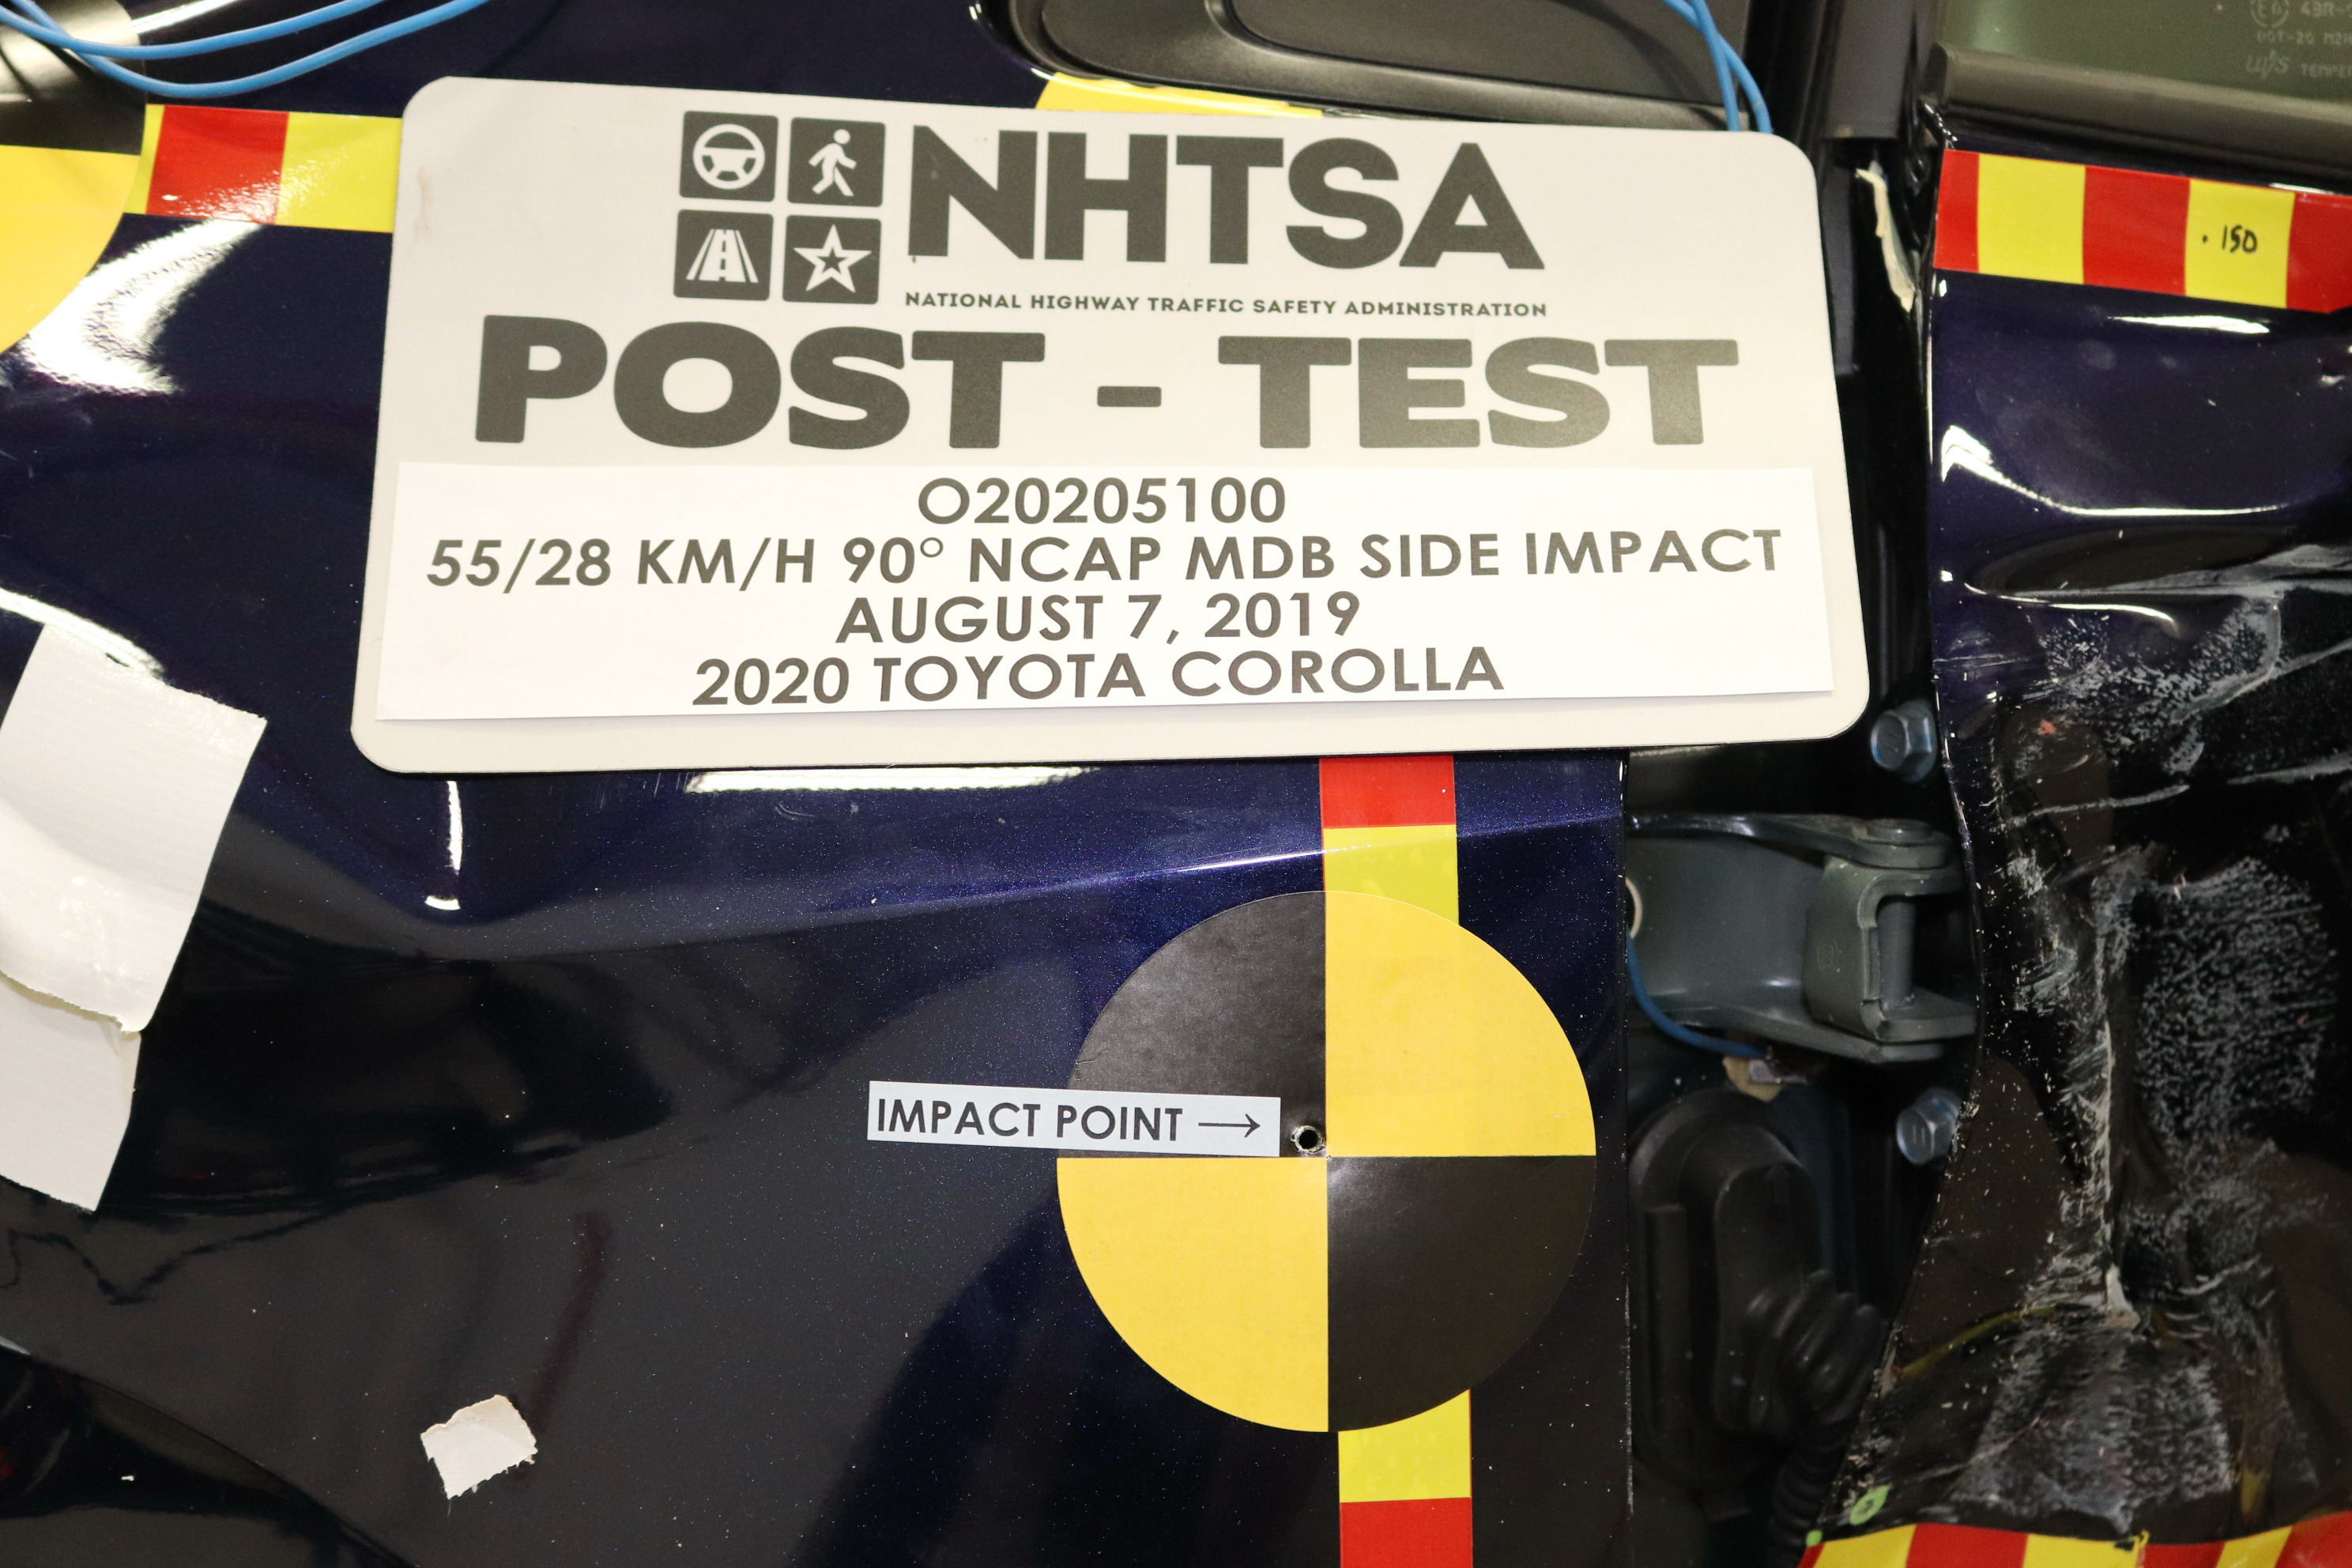 NHTSA
NATIONAL HIGHWAY TRAFFIC SAFETY ADMINISTRATION
POST - TEST
O20205100
55/28 KM/H 90° NCAP MDB SIDE IMPACT
AUGUST 7, 2019
2020 TOYOTA COROLLA
· 150
IMPACT POINT →